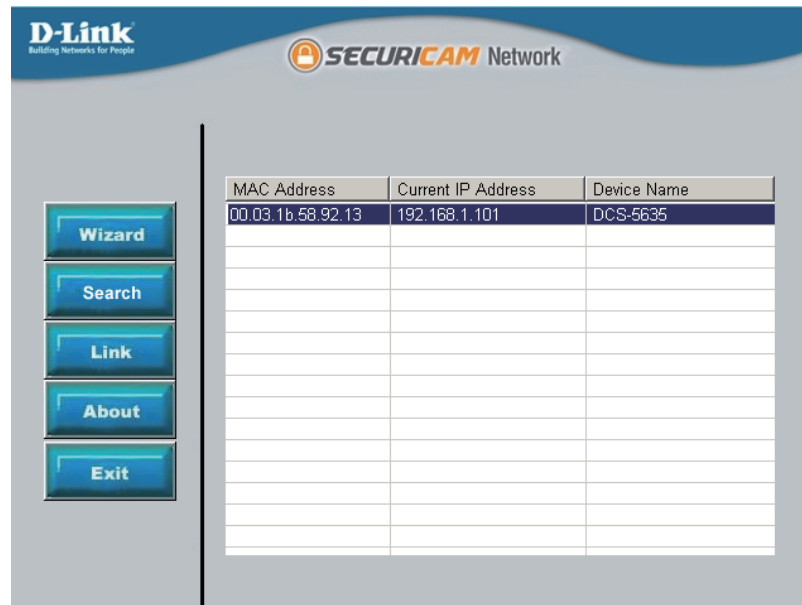 D-Link
Building Networks for People
SECURICAM Network
MAC Address Current IP Address Device Name
00.03.1b.58.92.13 192.168.1.101 DCS-5635
Wizard
Search
Link
About
Exit